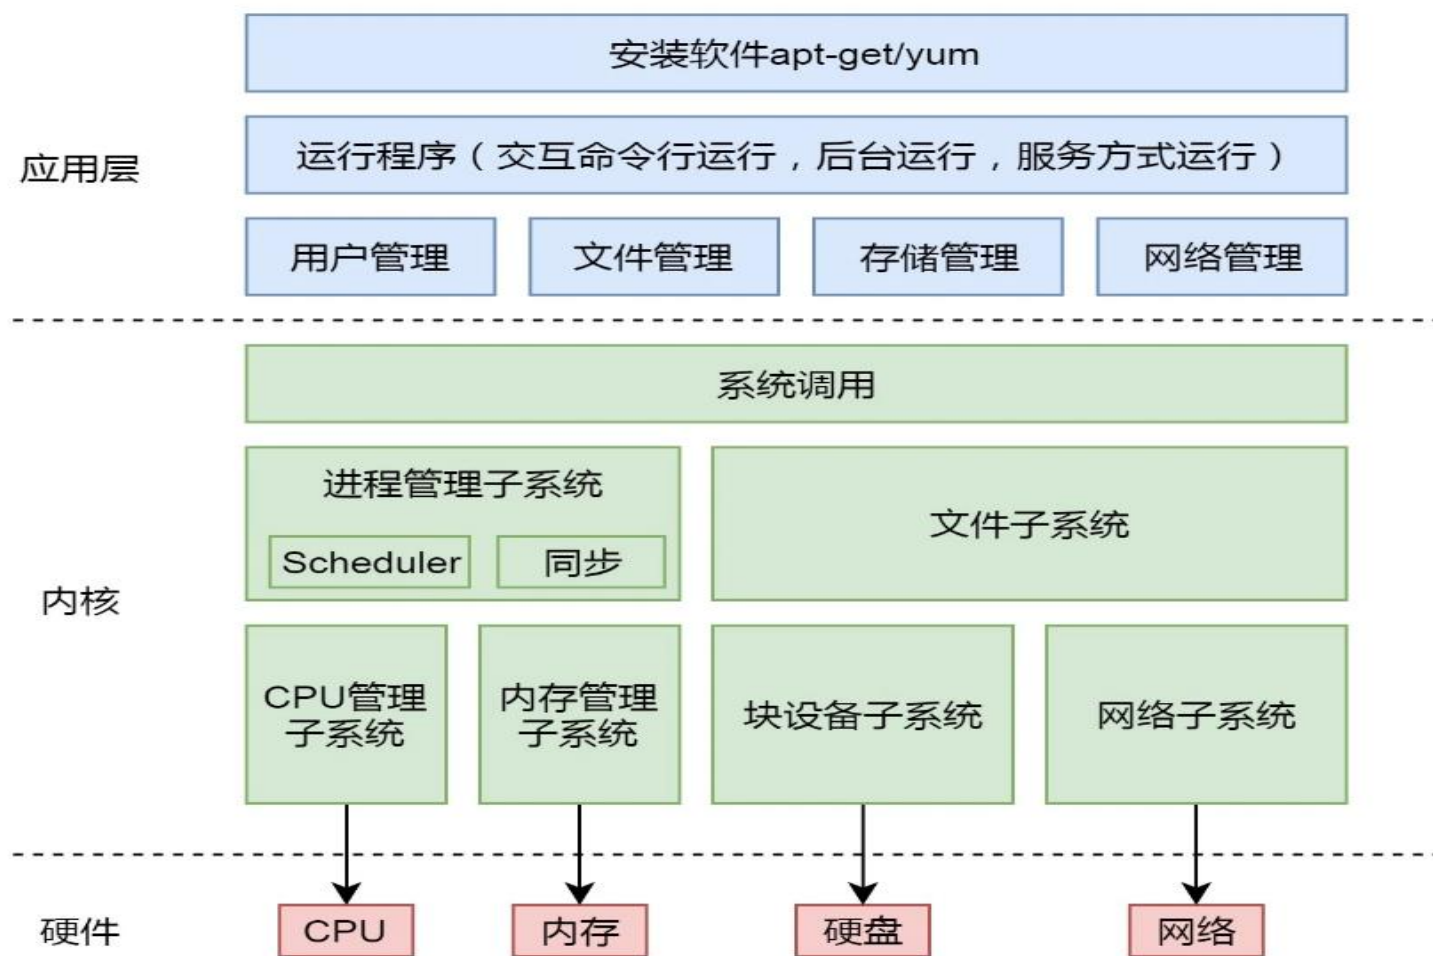 安装软件apt-get/yum
应用层
运行程序（交互命令行运行，后台运行，服务方式运行）
用户管理
文件管理
存储管理
网络管理
系统调用
进程管理子系统
Scheduler
同步
文件子系统
内核
CPU管理
子系统
内存管理
子系统
块设备子系统
网络子系统
硬件
CPU
内存
硬盘
网络